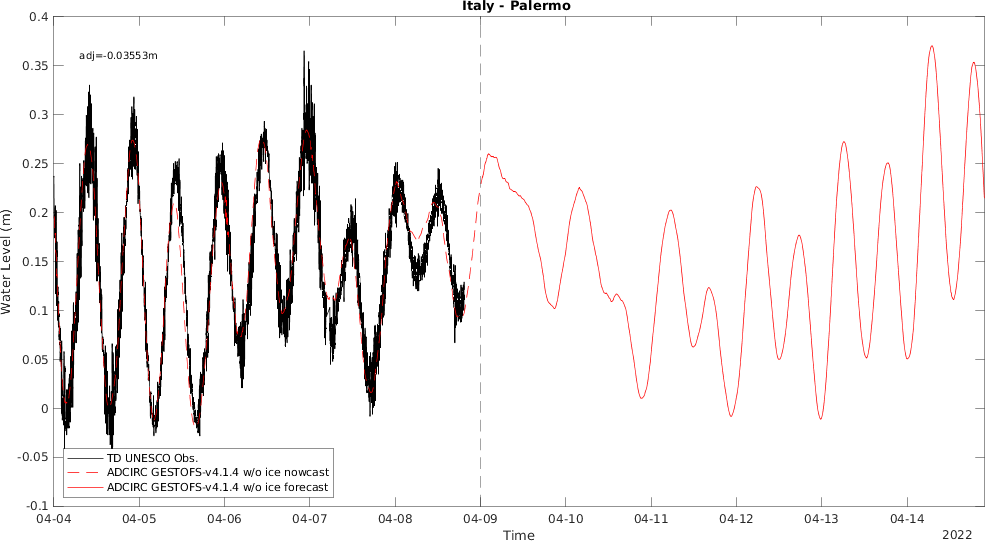 Italy - Palermo
adj=-0.03553m
Water Level (m)
0.4
0.35
0.3
0.25
0.2
0.15
0.1
0.05
0
-0.05
-0.1
TD UNESCO Obs.
ADCIRC GESTOFS-v4.1.4 w/o ice nowcast
ADCIRC GESTOFS-v4.1.4 w/o ice forecast
04-04 04-05 04-06 04-07 04-08 04-09 04-10 04-11 04-12 04-13 04-14
Time
2022